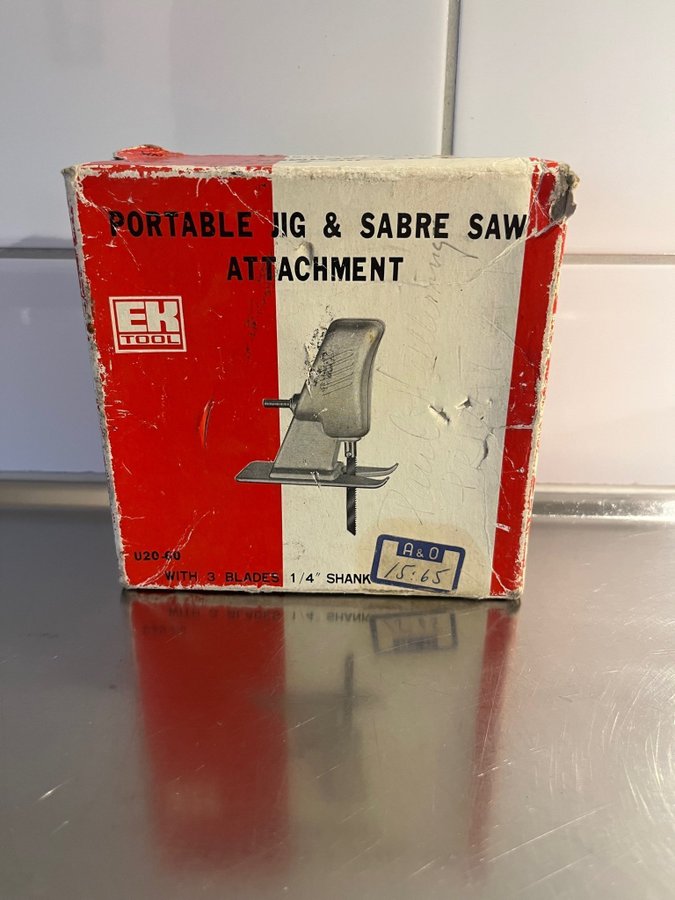 PORTABLE JIG & SABRE SAW
ATTACHMENT
EK
TOOL
U20-60
WITH 3 BLADES 1/4" SHANK
A & O
15:65